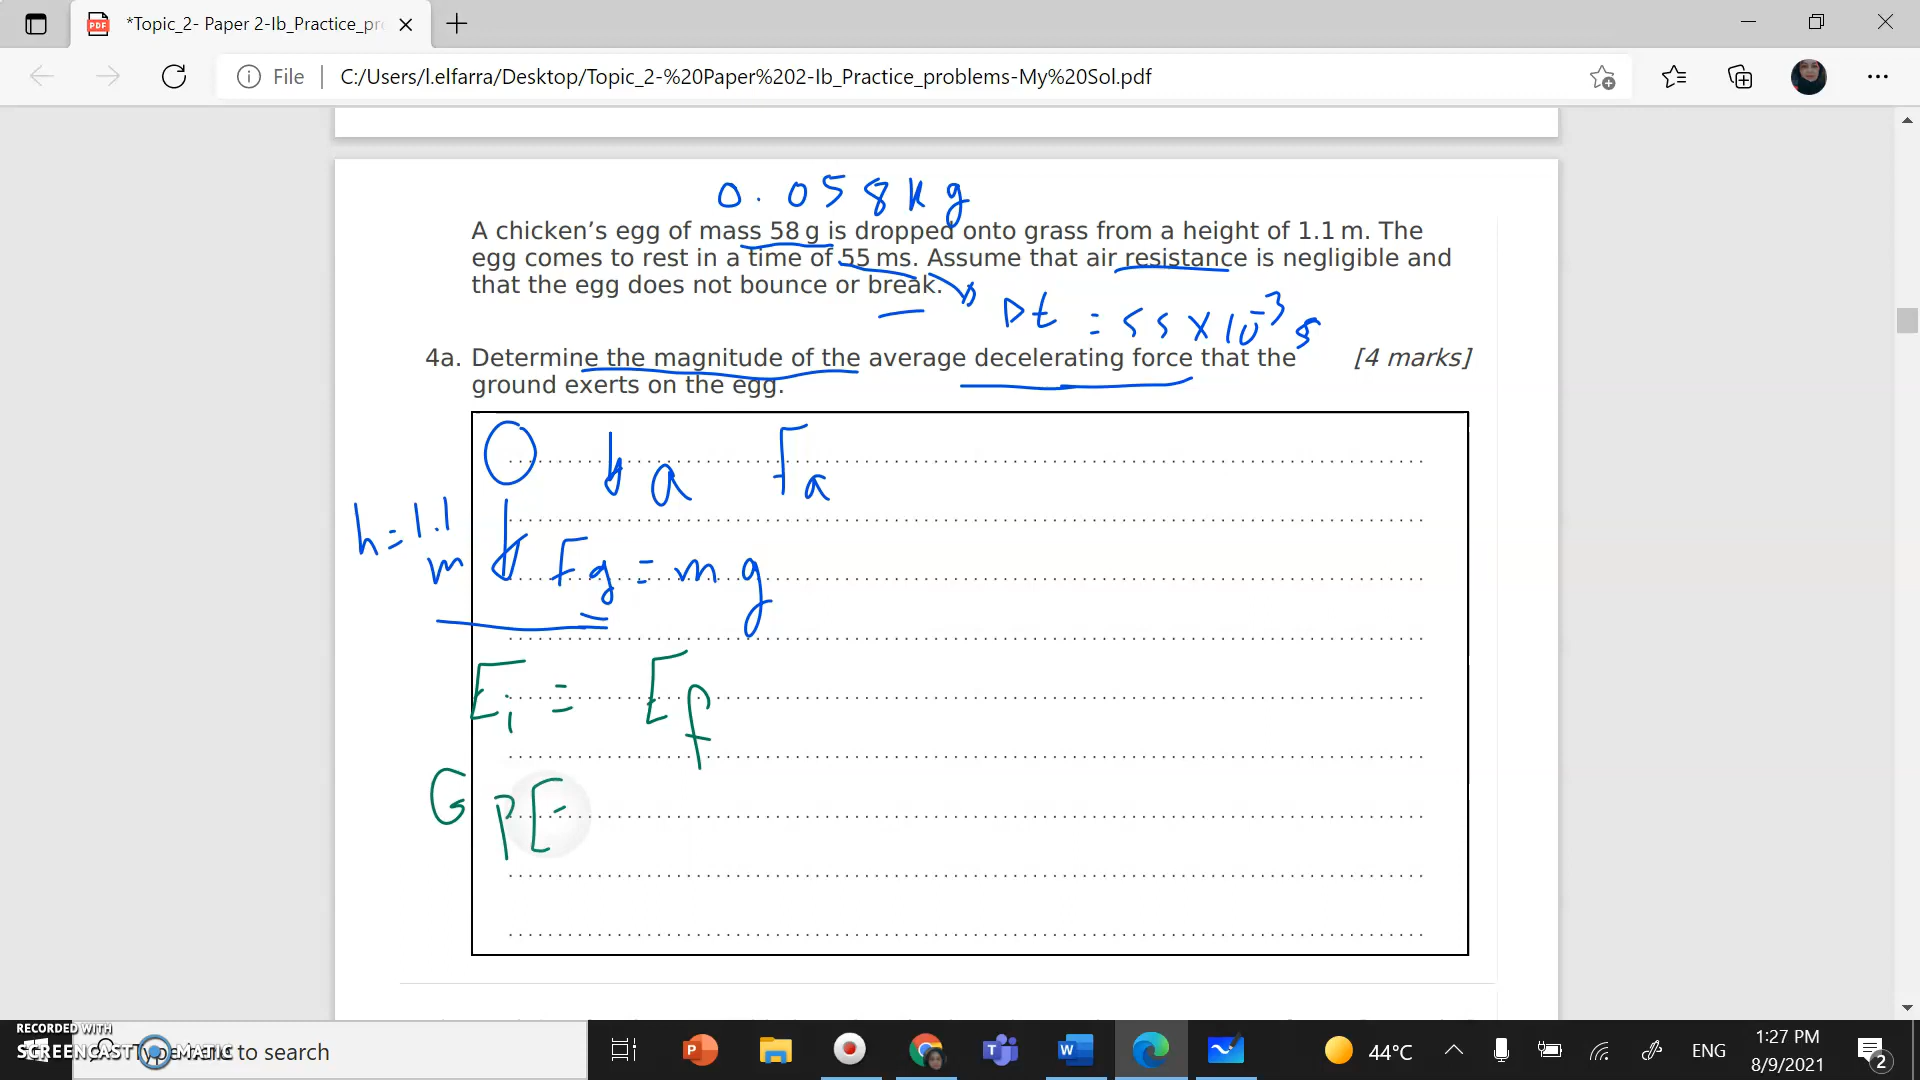 *Topic_2- Paper 2-Ib_Practice_pr
File C:/Users/l.elfarra/Desktop/Topic_2-%20Paper%202-Ib_Practice_problems-My%20Sol.pdf
0.058kg
A chicken’s egg of mass 58 g is dropped onto grass from a height of 1.1 m. The
egg comes to rest in a time of 55 ms. Assume that air resistance is negligible and
that the egg does not bounce or break.
Δt = 55 × 10⁻³ s
4a. Determine the magnitude of the average decelerating force that the [4 marks]
ground exerts on the egg.
a Fa
h = 1.1
m Fg = mg
Ei = Ef
G PE
RECORDED WITH
SCREENCAST MATIC
Type here to search
44°C
ENG
1:27 PM
8/9/2021
2